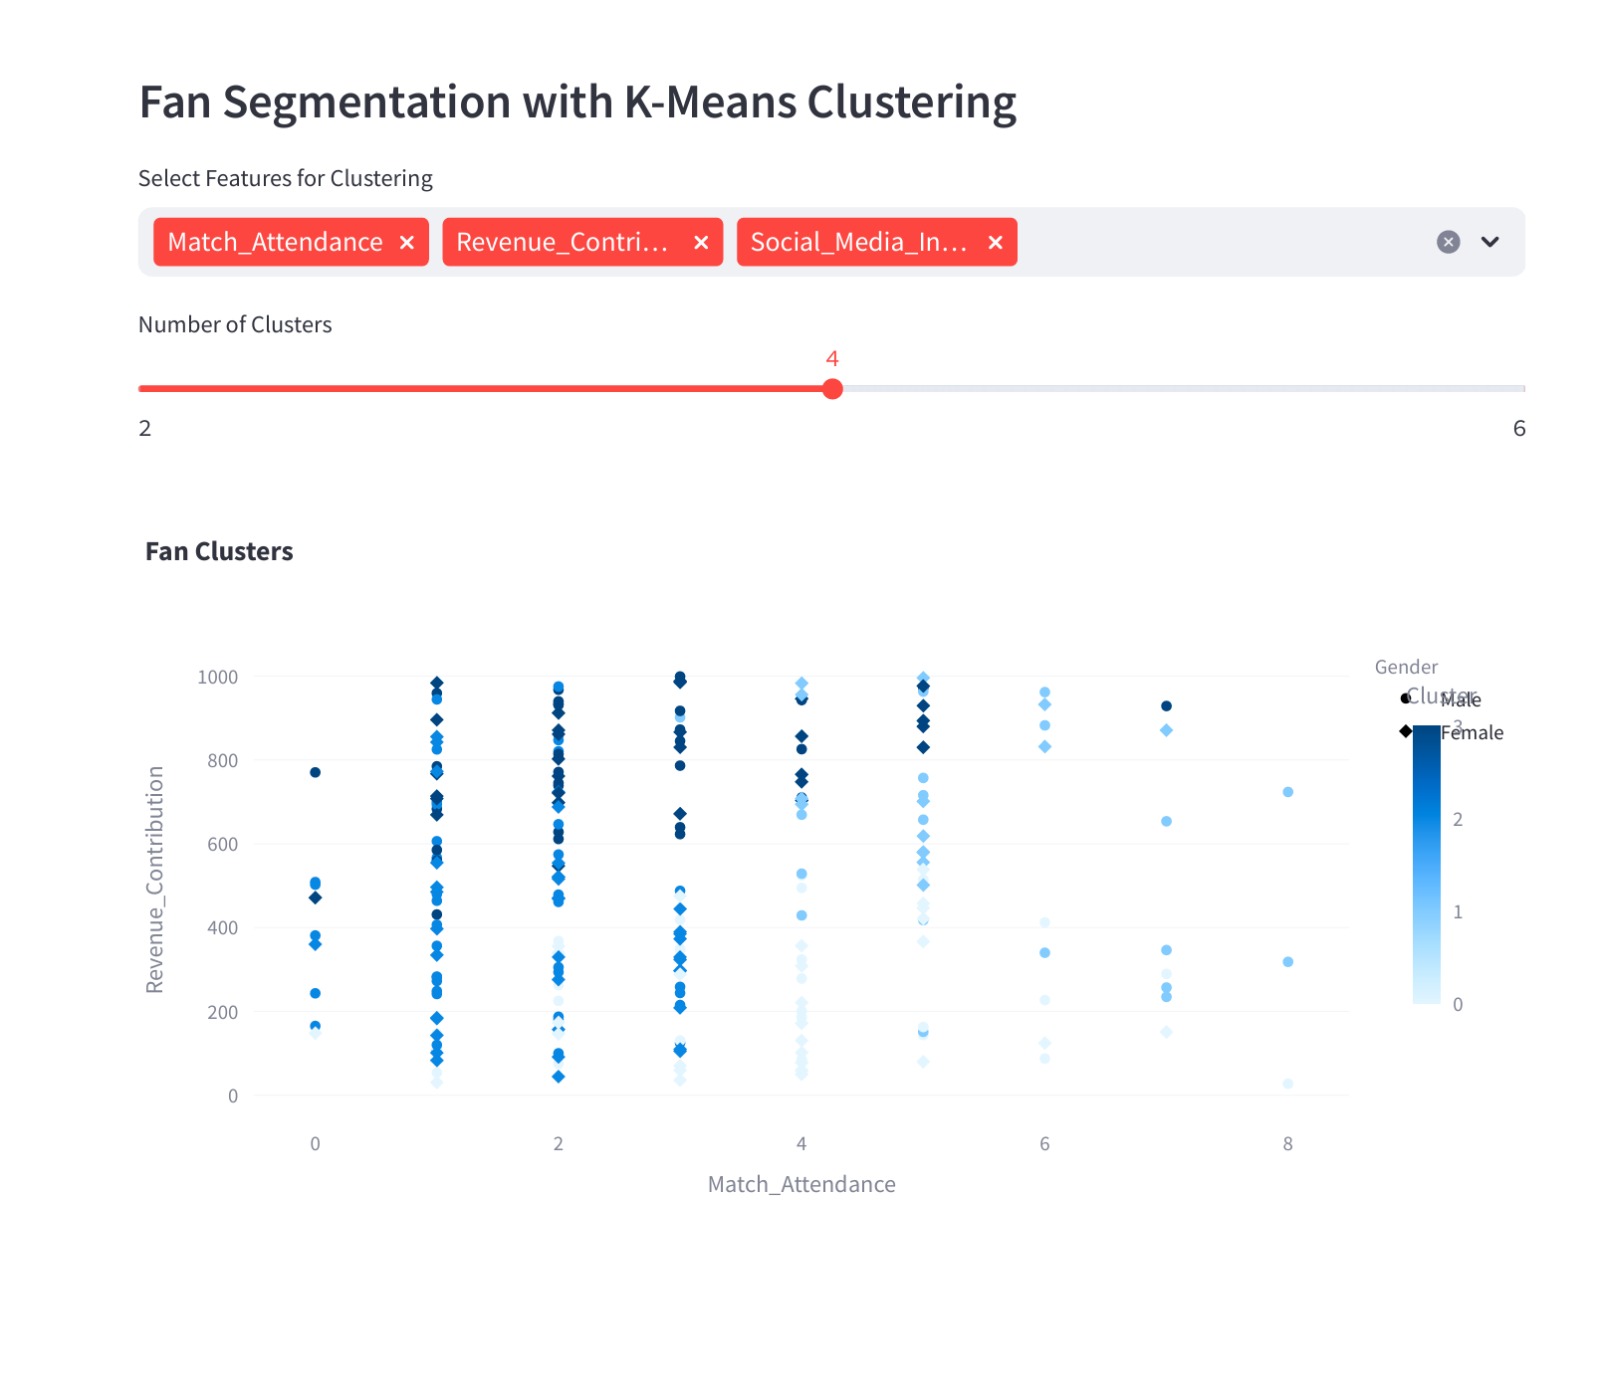 Fan Segmentation with K-Means Clustering
Select Features for Clustering
Match_Attendance Revenue_Contri... Social_Media_In...
Number of Clusters
4
2 6
Fan Clusters
Gender
Cluster
Male
Female
3
2
1
0
1000
800
600
400
200
0
Revenue_Contribution
0 2 4 6 8
Match_Attendance